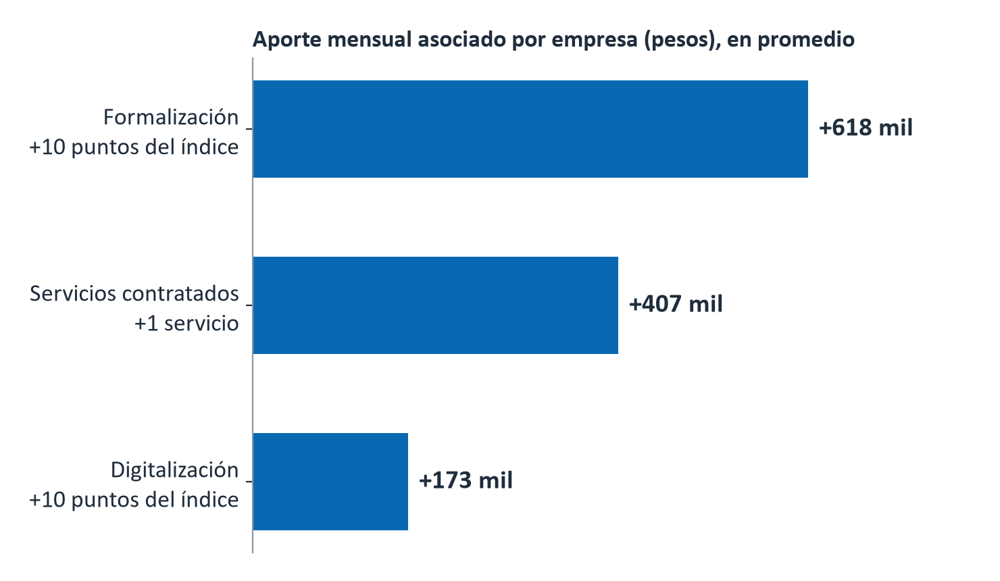 Aporte mensual asociado por empresa (pesos), en promedio
Formalización
+10 puntos del índice
+618 mil
Servicios contratados
+1 servicio
+407 mil
Digitalización
+10 puntos del índice
+173 mil